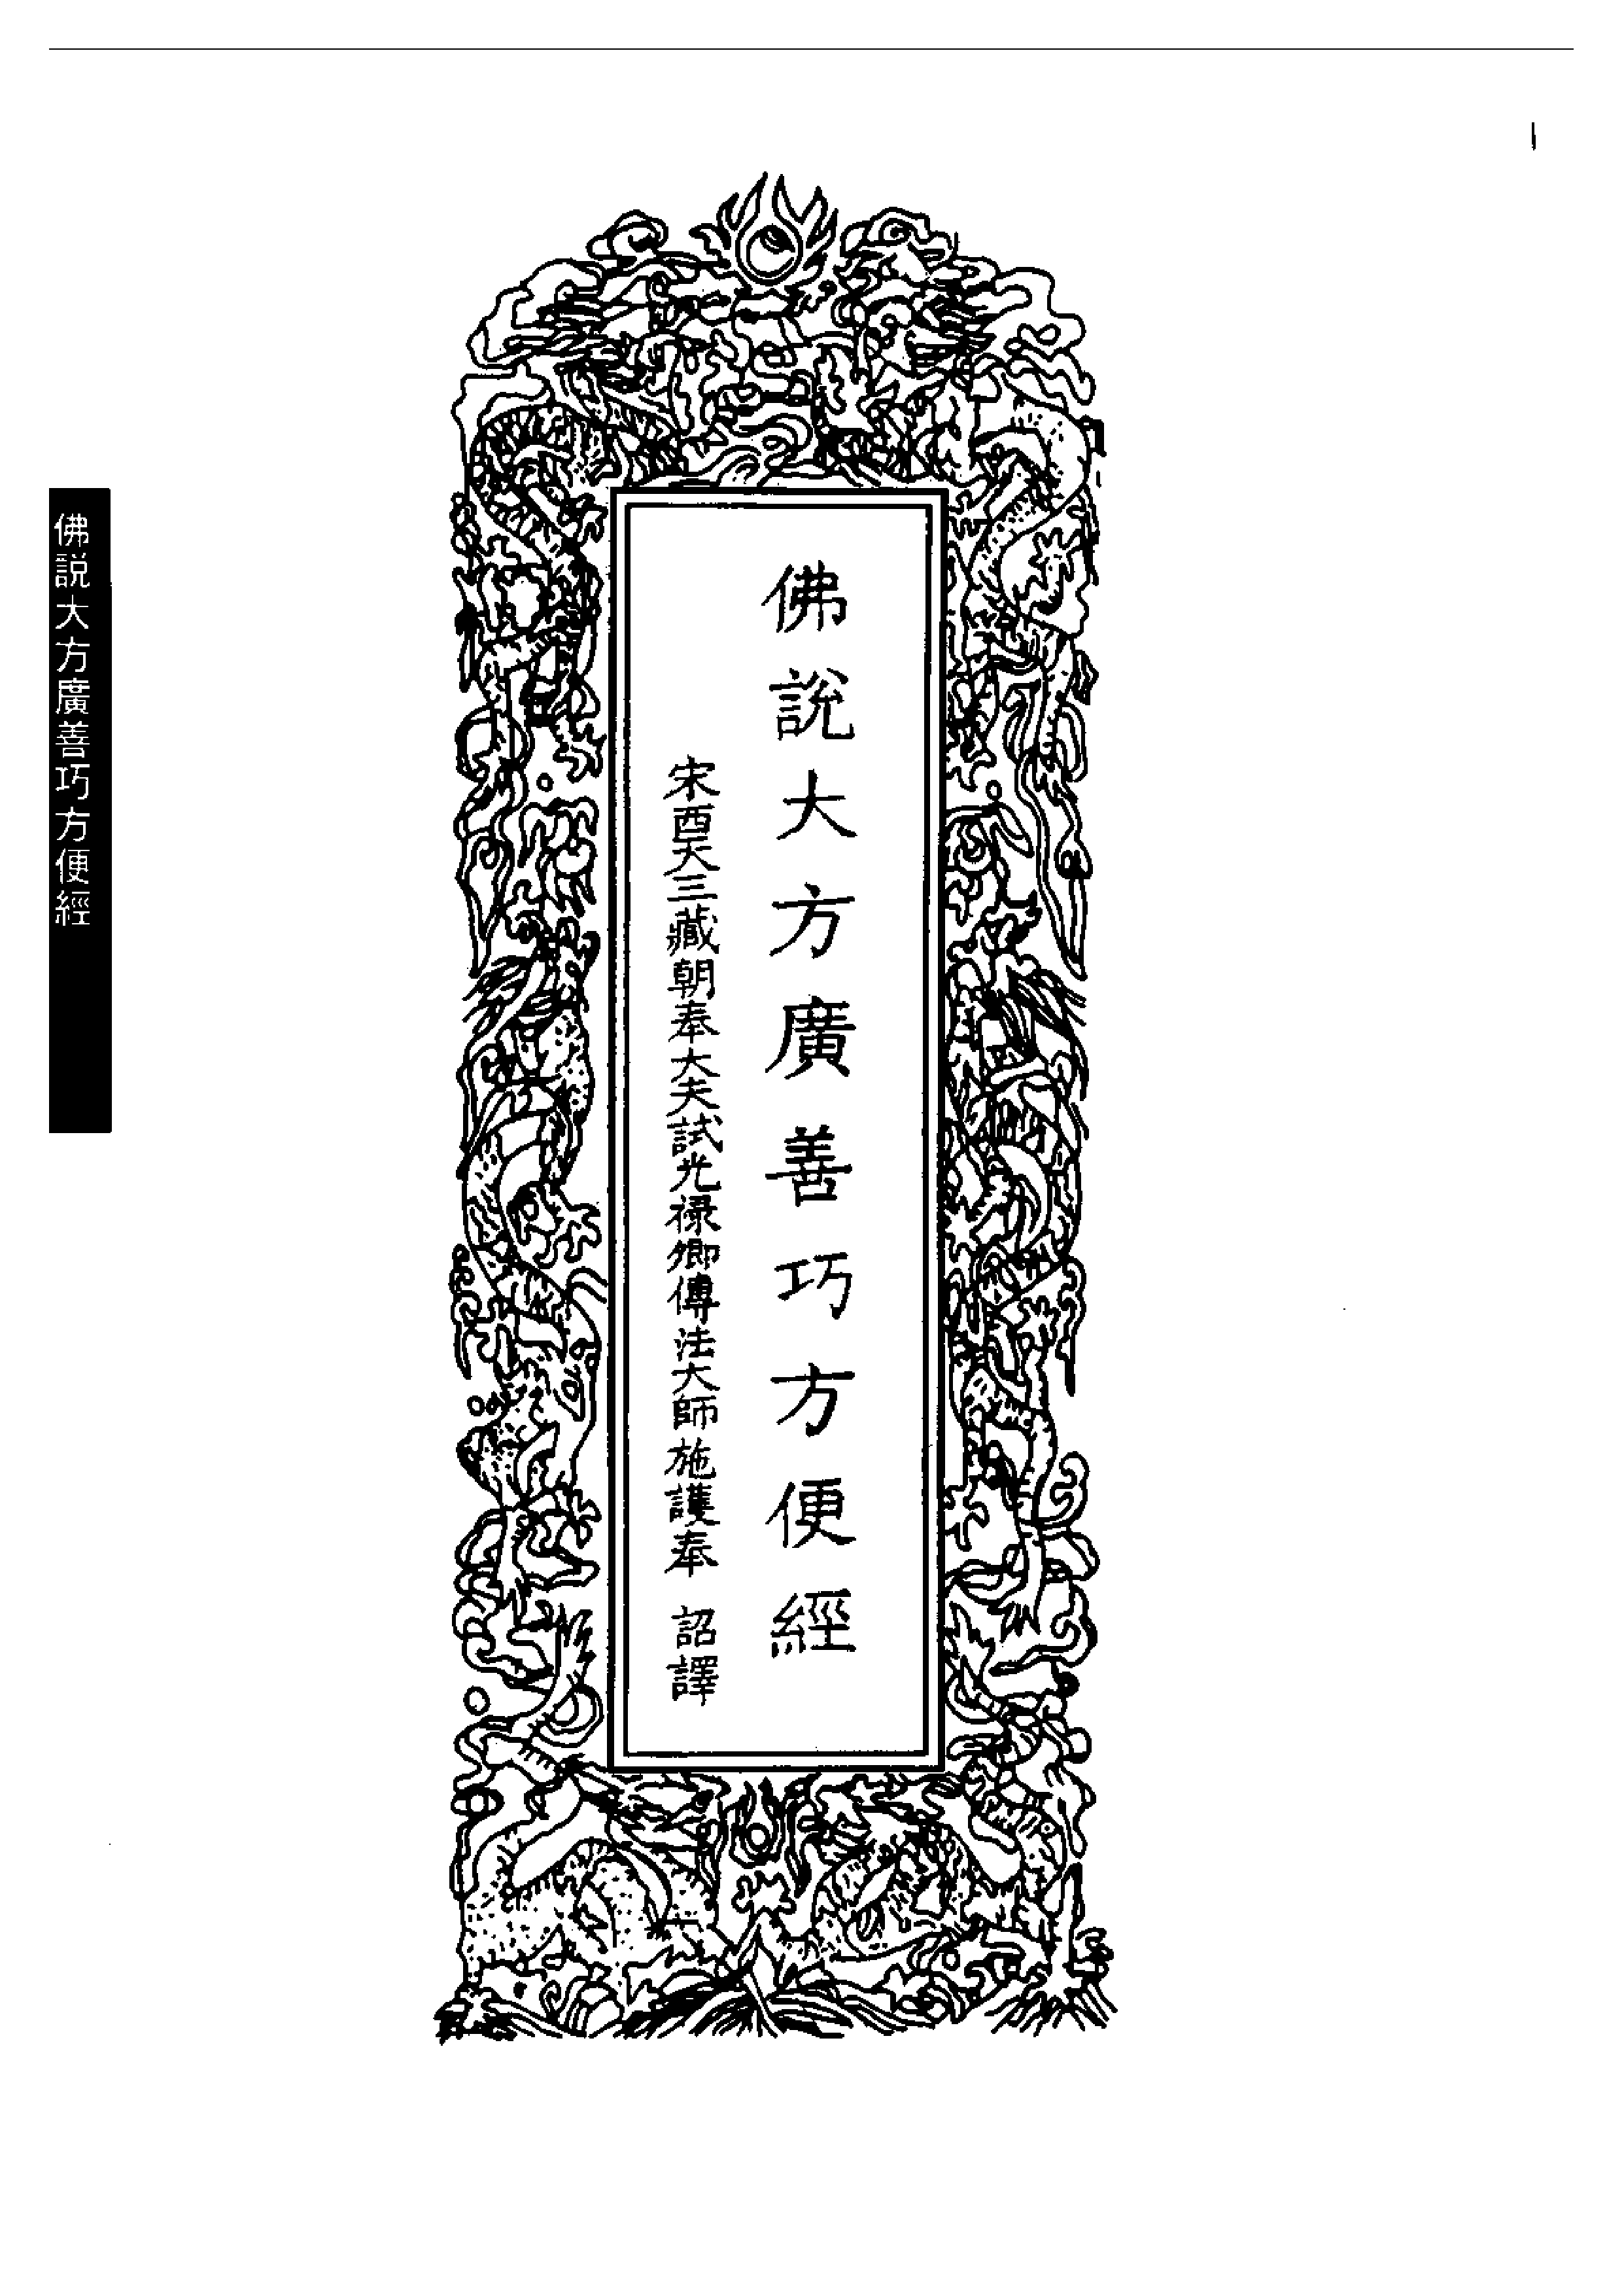 佛說大方廣善巧方便經
宋西天三藏朝奉大夫試光祿卿傳法大師施護奉 詔譯
佛説大方廣善巧方便經